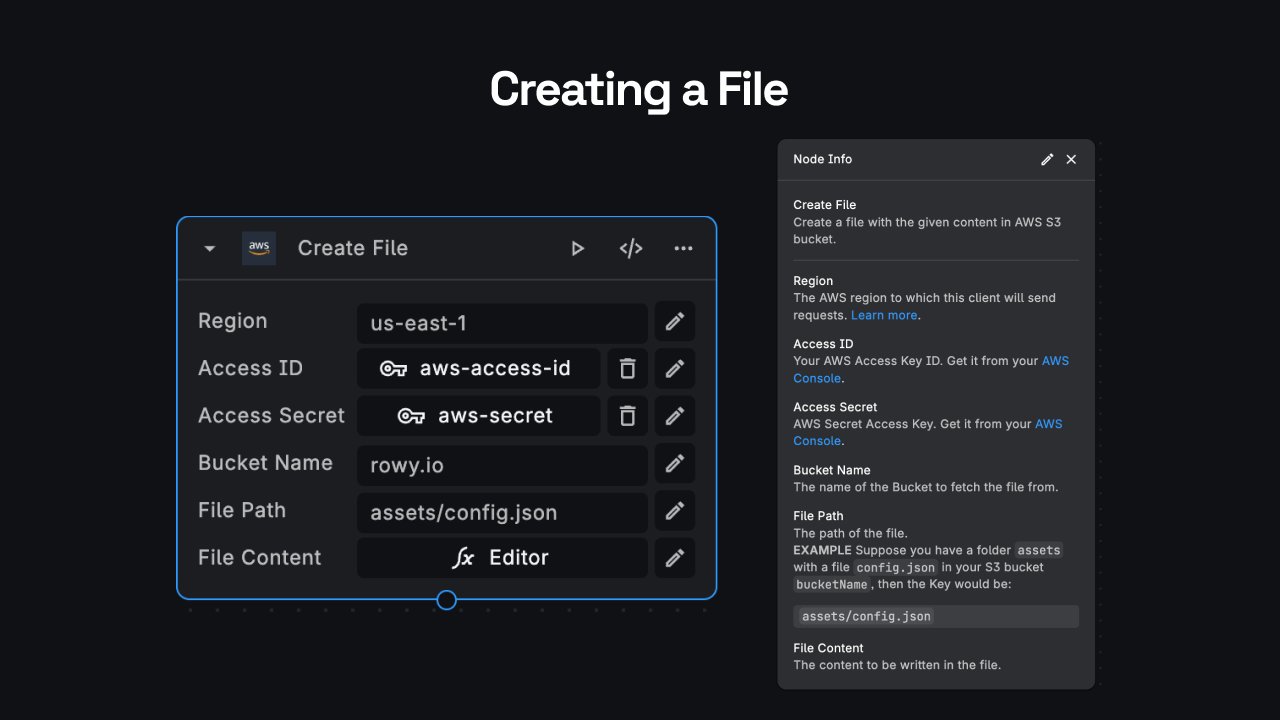 Creating a File
aws
Create File
Region
us-east-1
Access ID
aws-access-id
Access Secret
aws-secret
Bucket Name
rowy.io
File Path
assets/config.json
File Content
fx Editor
Node Info
Create File
Create a file with the given content in AWS S3
bucket.
Region
The AWS region to which this client will send
requests. Learn more.
Access ID
Your AWS Access Key ID. Get it from your AWS
Console.
Access Secret
AWS Secret Access Key. Get it from your AWS
Console.
Bucket Name
The name of the Bucket to fetch the file from.
File Path
The path of the file.
EXAMPLE Suppose you have a folder assets
with a file config.json in your S3 bucket
bucketName, then the Key would be:
assets/config.json
File Content
The content to be written in the file.